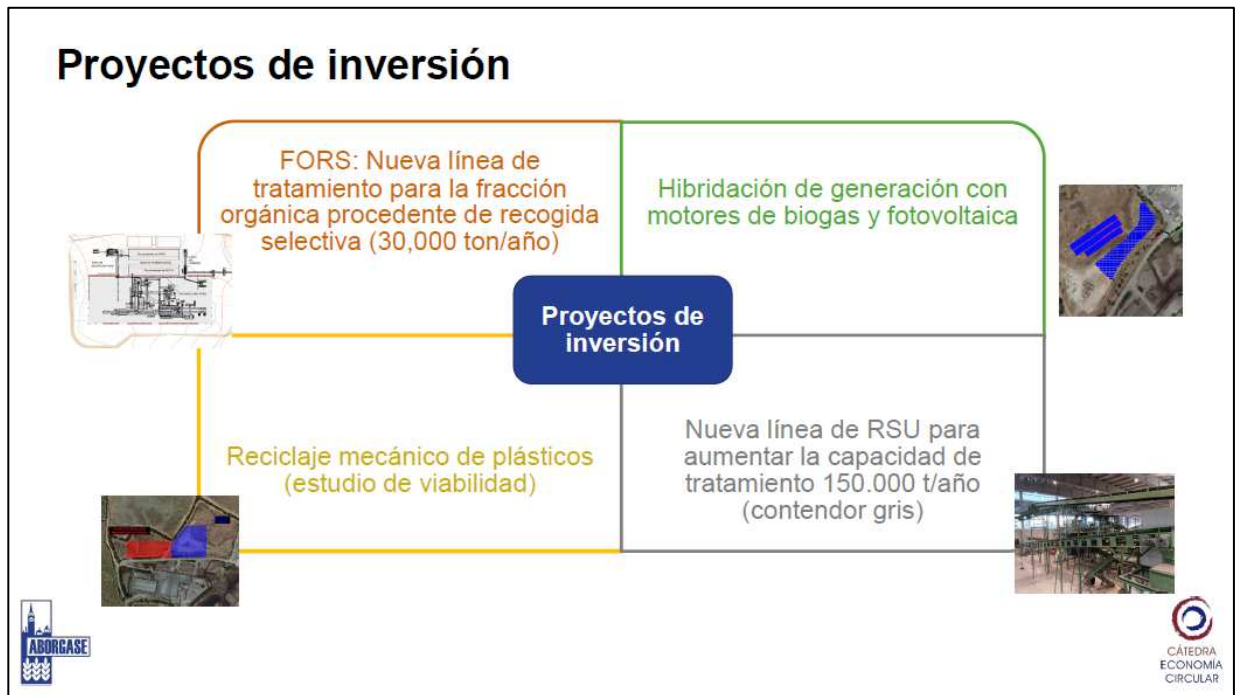 Proyectos de inversión
FORS: Nueva línea de
tratamiento para la fracción
orgánica procedente de recogida
selectiva (30,000 ton/año)
Hibridación de generación con
motores de biogas y fotovoltaica
Proyectos de
inversión
Reciclaje mecánico de plásticos
(estudio de viabilidad)
Nueva línea de RSU para
aumentar la capacidad de
tratamiento 150.000 t/año
(contendor gris)
ABORGASE
CÁTEDRA
ECONOMÍA
CIRCULAR